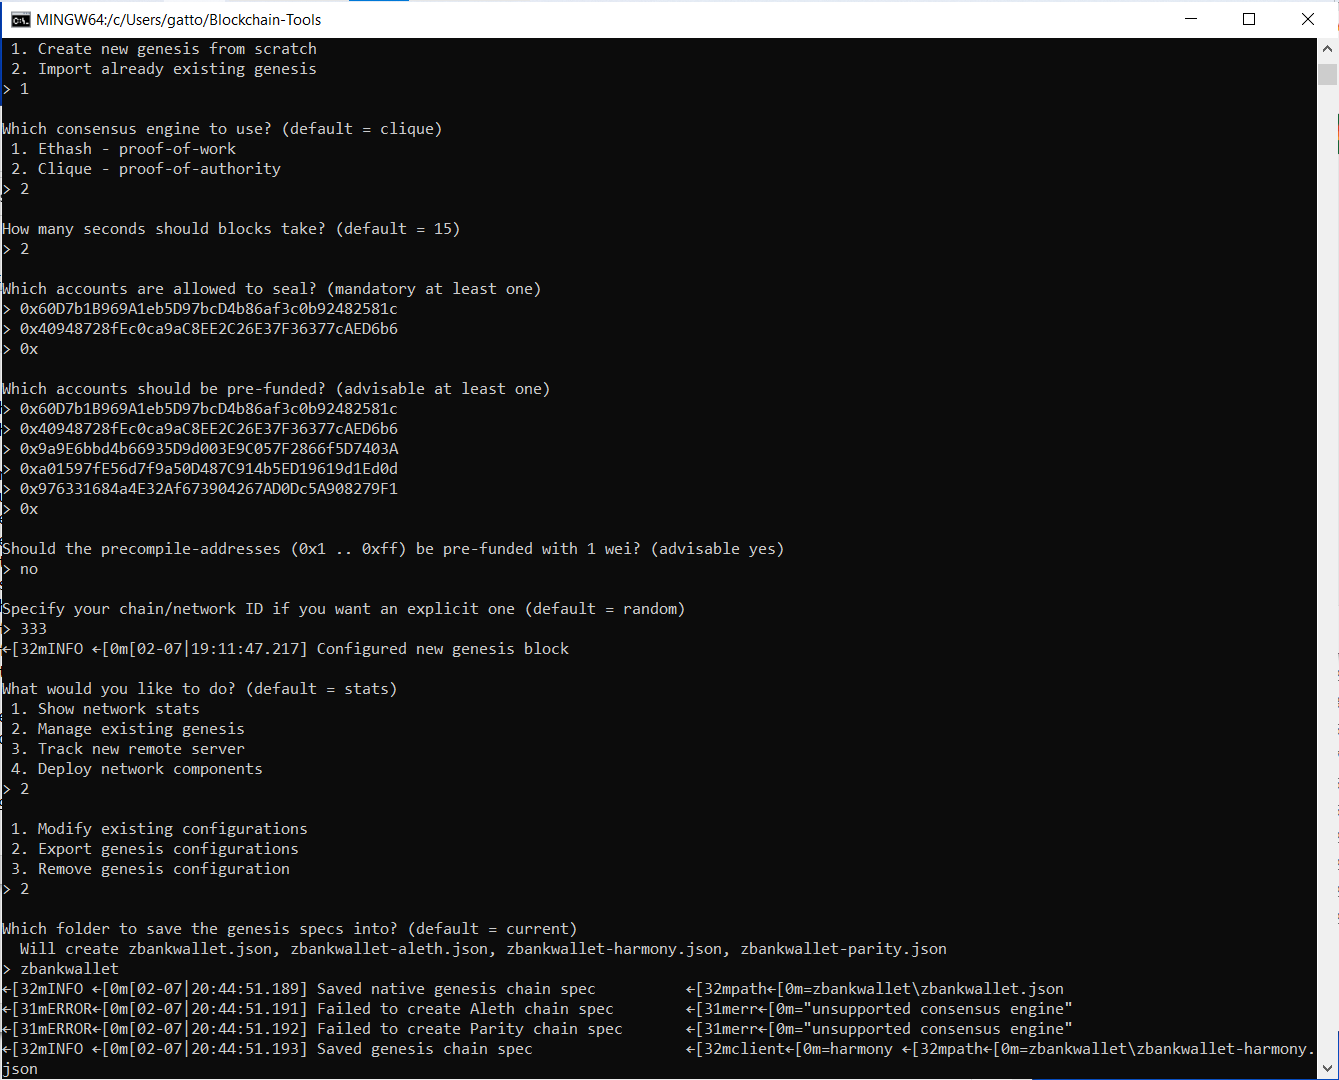 MINGW64:/c/Users/gatto/Blockchain-Tools
1. Create new genesis from scratch
2. Import already existing genesis
> 1
Which consensus engine to use? (default = clique)
1. Ethash - proof-of-work
2. Clique - proof-of-authority
> 2
How many seconds should blocks take? (default = 15)
> 2
Which accounts are allowed to seal? (mandatory at least one)
> 0x60D7b1B969A1eb5D97bcD4b86af3c0b92482581c
> 0x40948728fEc0ca9aC8EE2C26E37F36377cAED6b6
> 0x
Which accounts should be pre-funded? (advisable at least one)
> 0x60D7b1B969A1eb5D97bcD4b86af3c0b92482581c
> 0x40948728fEc0ca9aC8EE2C26E37F36377cAED6b6
> 0x9a9E6bbd4b66935D9d003E9C057F2866f5D7403A
> 0xa01597fE56d7f9a50D487C914b5ED19619d1Ed0d
> 0x976331684a4E32Af673904267AD0Dc5A908279F1
> 0x
Should the precompile-addresses (0x1 .. 0xff) be pre-funded with 1 wei? (advisable yes)
> no
Specify your chain/network ID if you want an explicit one (default = random)
> 333
←[32mINFO ←[0m[02-07|19:11:47.217] Configured new genesis block
What would you like to do? (default = stats)
1. Show network stats
2. Manage existing genesis
3. Track new remote server
4. Deploy network components
> 2
1. Modify existing configurations
2. Export genesis configurations
3. Remove genesis configuration
> 2
Which folder to save the genesis specs into? (default = current)
Will create zbankwallet.json, zbankwallet-aleth.json, zbankwallet-harmony.json, zbankwallet-parity.json
> zbankwallet
←[32mINFO ←[0m[02-07|20:44:51.189] Saved native genesis chain spec ←[32mpath←[0m=zbankwallet\zbankwallet.json
←[31mERROR←[0m[02-07|20:44:51.191] Failed to create Aleth chain spec ←[31merr←[0m="unsupported consensus engine"
←[31mERROR←[0m[02-07|20:44:51.192] Failed to create Parity chain spec ←[31merr←[0m="unsupported consensus engine"
←[32mINFO ←[0m[02-07|20:44:51.193] Saved genesis chain spec ←[32mclient←[0m=harmony ←[32mpath←[0m=zbankwallet\zbankwallet-harmony.
json